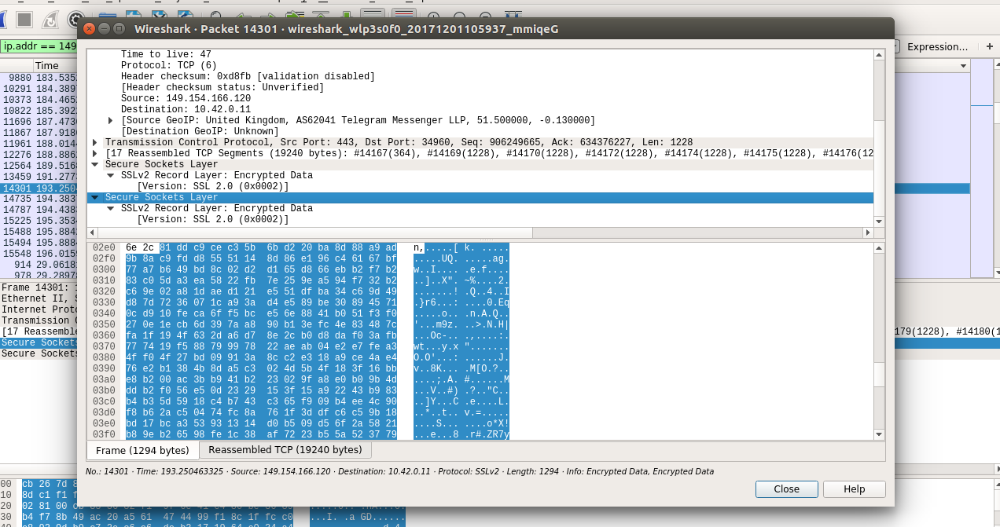 Wireshark · Packet 14301 · wireshark_wlp3s0f0_20171201105937_mmiqeG
ip.addr == 149
Expression...
+
Time
9880 183.5352
10291 184.3897
10373 184.4652
10822 185.3922
11696 187.4736
11867 187.9186
11961 188.0144
12276 188.8862
12564 189.5168
13459 191.2773
14301 193.2504
14735 194.3837
14787 194.4383
15225 195.3534
15488 195.8842
15494 195.8884
15548 196.0159
914 29.0618
978 29.2897
Time to live: 47
Protocol: TCP (6)
Header checksum: 0xd8fb [validation disabled]
[Header checksum status: Unverified]
Source: 149.154.166.120
Destination: 10.42.0.11
[Source GeoIP: United Kingdom, AS62041 Telegram Messenger LLP, 51.500000, -0.130000]
[Destination GeoIP: Unknown]
Transmission Control Protocol, Src Port: 443, Dst Port: 34960, Seq: 906249665, Ack: 634376227, Len: 1228
[17 Reassembled TCP Segments (19240 bytes): #14167(364), #14169(1228), #14170(1228), #14172(1228), #14174(1228), #14175(1228), #14176(12
Secure Sockets Layer
SSLv2 Record Layer: Encrypted Data
[Version: SSL 2.0 (0x0002)]
Secure Sockets Layer
SSLv2 Record Layer: Encrypted Data
[Version: SSL 2.0 (0x0002)]
02e0 6e 2c 81 dd c9 ce c3 5b 6b d2 20 ba 8d 88 a9 ad n,.....[ k. .....
02f0 9b 8a c9 fd d8 55 51 14 8d 86 e1 96 c4 61 67 bf .....UQ. .....ag.
0300 77 a7 b6 49 bd 8c 02 d2 d1 65 d8 66 eb b2 f7 b2 w..I.... .e.f....
0310 83 c0 5d a3 ea 58 22 fb 7e 25 9e a5 94 f7 32 b2 ..]..X". ~%....2.
0320 c6 9e 02 a8 1d ae d1 21 e5 51 df ba 34 c6 9d 49 .......! .Q..4..I
0330 d8 7d 72 36 07 1c a9 3a d4 e5 89 be 30 89 45 71 .}r6...: ....0.Eq
0340 0c d9 10 fe ca 6f f5 bc e5 6e 88 41 b0 51 f3 f0 .....o.. .n.A.Q..
0350 27 0e 1e cb 6d 39 7a a8 90 b1 3e fc 4e 83 48 7c '...m9z. ..>.N.H|
0360 fa 1f 19 4f 63 2d a6 d7 8e 2c b0 d8 da f0 3a fb ...Oc-.. .,....:.
0370 77 74 19 f5 88 79 99 78 22 ae ab 04 e2 e7 fe a3 wt...y.x ".......
0380 4f f0 4f 27 bd 09 91 3a 8c c2 e3 18 a9 ce 4a e4 O.O'...: ......J.
0390 76 e2 b1 38 4b 8d a5 c3 02 4d 5b 4f 18 3f 16 bb v..8K... .M[O.?..
03a0 e8 b2 00 ac 3b b9 41 b2 23 02 9f a8 e0 b0 9b 4d ....;.A. #......M
03b0 dd b2 f0 56 e5 0d 23 29 15 3f 15 a9 22 43 b9 83 ...V..#) .?.."C..
03c0 b4 b3 5d 59 18 c4 b7 43 c3 65 f9 09 b4 ee 4c 90 ..]Y...C .e....L.
03d0 f8 b6 2a c5 04 74 fc 8a 76 1f 3d df c6 c5 9b 18 ..*..t.. v.=.....
03e0 bd 17 bc a3 53 93 13 14 d0 b5 09 d5 6f 2a 58 21 ....S... ....o*X!
03f0 b8 9e b2 65 98 fe 1c 38 af 72 23 b5 5a 52 37 79 ...e...8 .r#.ZR7y
Frame (1294 bytes)
Reassembled TCP (19240 bytes)
No.: 14301 · Time: 193.250463325 · Source: 149.154.166.120 · Destination: 10.42.0.11 · Protocol: SSLv2 · Length: 1294 · Info: Encrypted Data, Encrypted Data
Close
Help
Frame 14301:
Ethernet II, S
Internet Proto
Transmission C
[17 Reassemble
179(1228), #14180(1
Secure Sockets
Secure Sockets
00 cb 26 7d 8
10 8d c1 f1 f
20 02 81 00
30 b4 f7 8b 49 ac 20 a5 61 47 44 99 f1 8c 1f fc c0 ...I. .a GD......